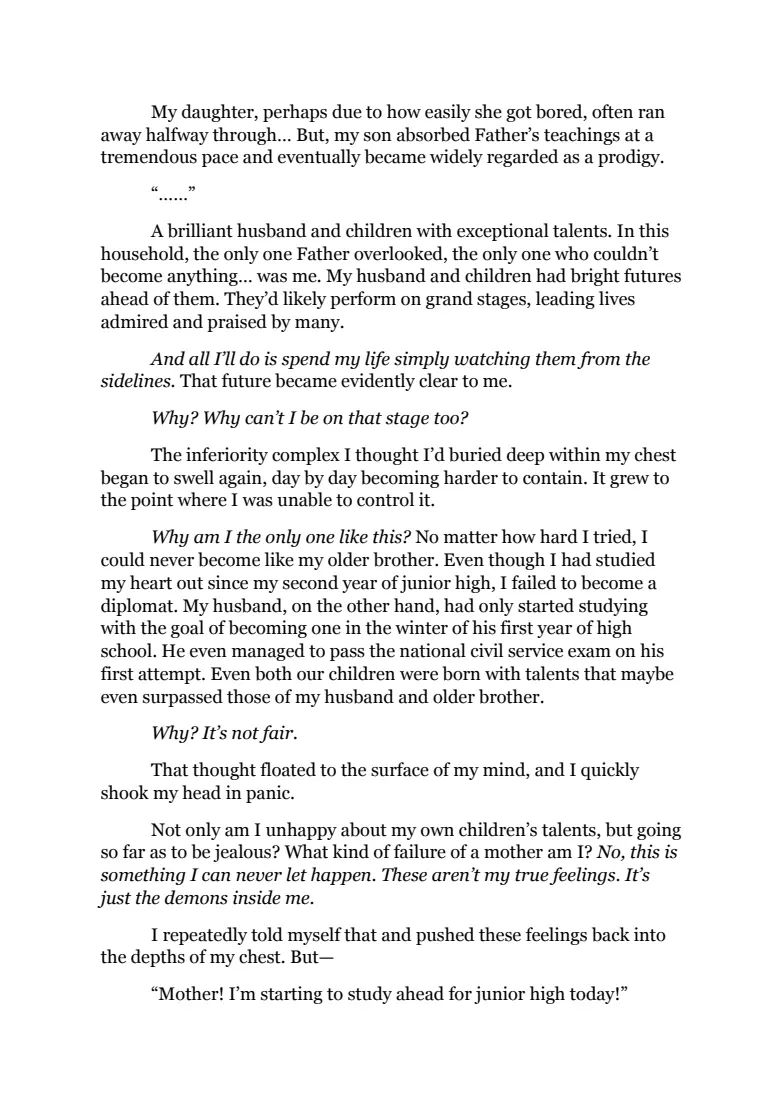 My daughter, perhaps due to how easily she got bored, often ran
away halfway through... But, my son absorbed Father’s teachings at a
tremendous pace and eventually became widely regarded as a prodigy.
“......”
A brilliant husband and children with exceptional talents. In this
household, the only one Father overlooked, the only one who couldn’t
become anything... was me. My husband and children had bright futures
ahead of them. They’d likely perform on grand stages, leading lives
admired and praised by many.
And all I’ll do is spend my life simply watching them from the
sidelines. That future became evidently clear to me.
Why? Why can’t I be on that stage too?
The inferiority complex I thought I’d buried deep within my chest
began to swell again, day by day becoming harder to contain. It grew to
the point where I was unable to control it.
Why am I the only one like this? No matter how hard I tried, I
could never become like my older brother. Even though I had studied
my heart out since my second year of junior high, I failed to become a
diplomat. My husband, on the other hand, had only started studying
with the goal of becoming one in the winter of his first year of high
school. He even managed to pass the national civil service exam on his
first attempt. Even both our children were born with talents that maybe
even surpassed those of my husband and older brother.
Why? It’s not fair.
That thought floated to the surface of my mind, and I quickly
shook my head in panic.
Not only am I unhappy about my own children’s talents, but going
so far as to be jealous? What kind of failure of a mother am I? No, this is
something I can never let happen. These aren’t my true feelings. It’s
just the demons inside me.
I repeatedly told myself that and pushed these feelings back into
the depths of my chest. But—
“Mother! I’m starting to study ahead for junior high today!”